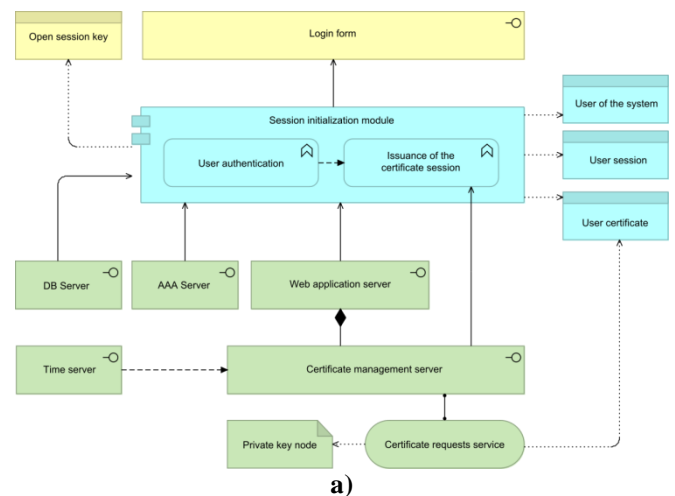 Open session key
Login form
Session initialization module
User of the system
User authentication
Issuance of the
certificate session
User session
User certificate
DB Server
AAA Server
Web application server
Time server
Certificate management server
Private key node
Certificate requests service
a)